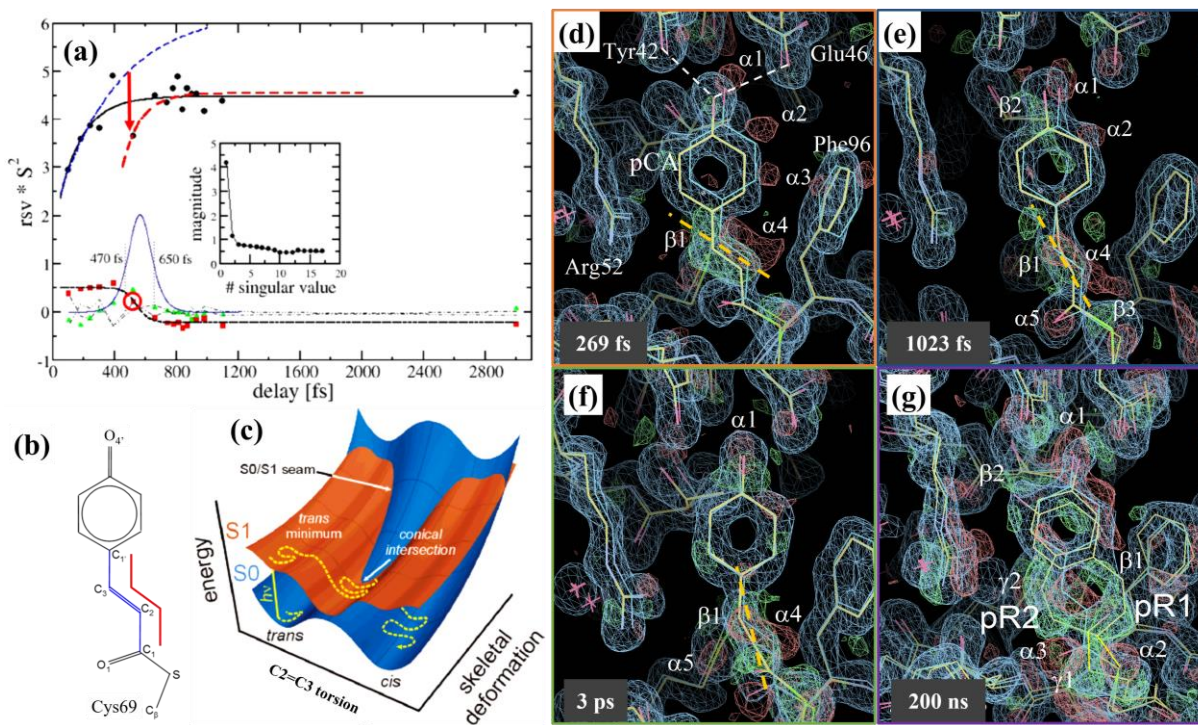 (a)
rsv * S²
6
5
4
3
2
1
0
-1
470 fs
650 fs
magnitude
5
4
3
2
1
0
0 5 10 15 20
# singular value
0 400 800 1200 1600 2000 2400 2800
delay [fs]
(b)
O4'
C1'
C3
C2
C1
O1
S
Cβ
Cys69
(c)
S0/S1 seam
trans
minimum
conical
intersection
S1
S0
hν
energy
trans
cis
C2=C3 torsion
skeletal
deformation
(d)
Tyr42
α1
Glu46
α2
pCA
Phe96
α3
α4
β1
Arg52
269 fs
(e)
α1
β2
α2
α4
β1
α5
β3
1023 fs
(f)
α1
β1
α4
α5
3 ps
(g)
α1
β2
β1
γ2
pR2
pR1
α3
α2
γ1
200 ns